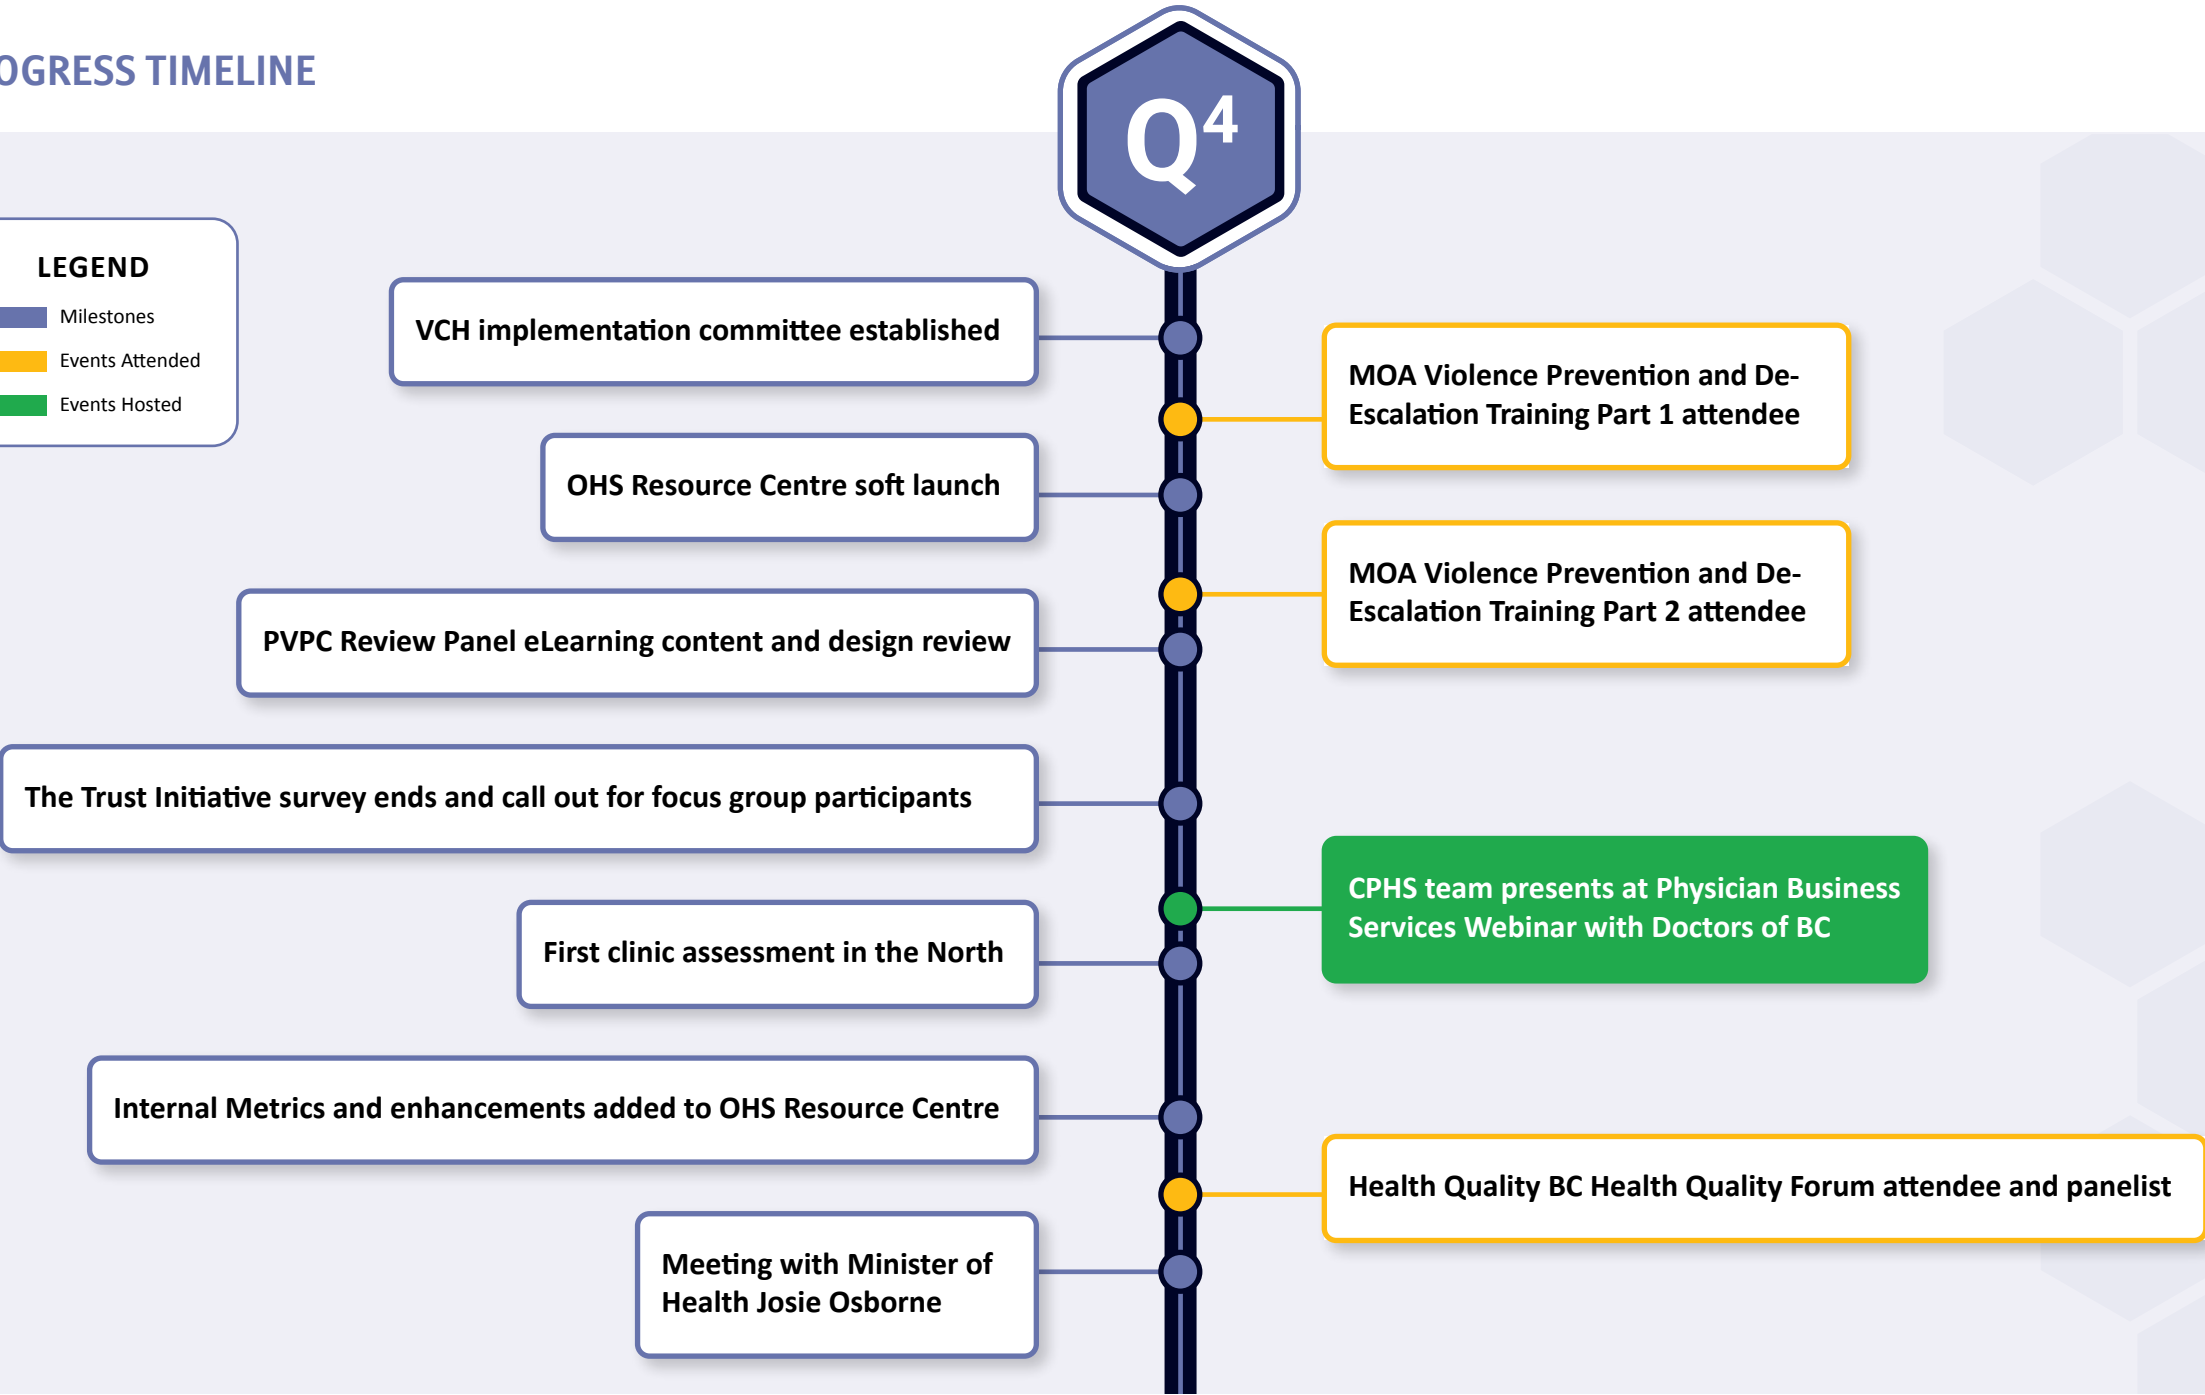 OGRESS TIMELINE
Q4
LEGEND
Milestones
Events Attended
Events Hosted
VCH implementation committee established
MOA Violence Prevention and De-
Escalation Training Part 1 attendee
OHS Resource Centre soft launch
MOA Violence Prevention and De-
Escalation Training Part 2 attendee
PVPC Review Panel eLearning content and design review
The Trust Initiative survey ends and call out for focus group participants
CPHS team presents at Physician Business
Services Webinar with Doctors of BC
First clinic assessment in the North
Internal Metrics and enhancements added to OHS Resource Centre
Health Quality BC Health Quality Forum attendee and panelist
Meeting with Minister of
Health Josie Osborne